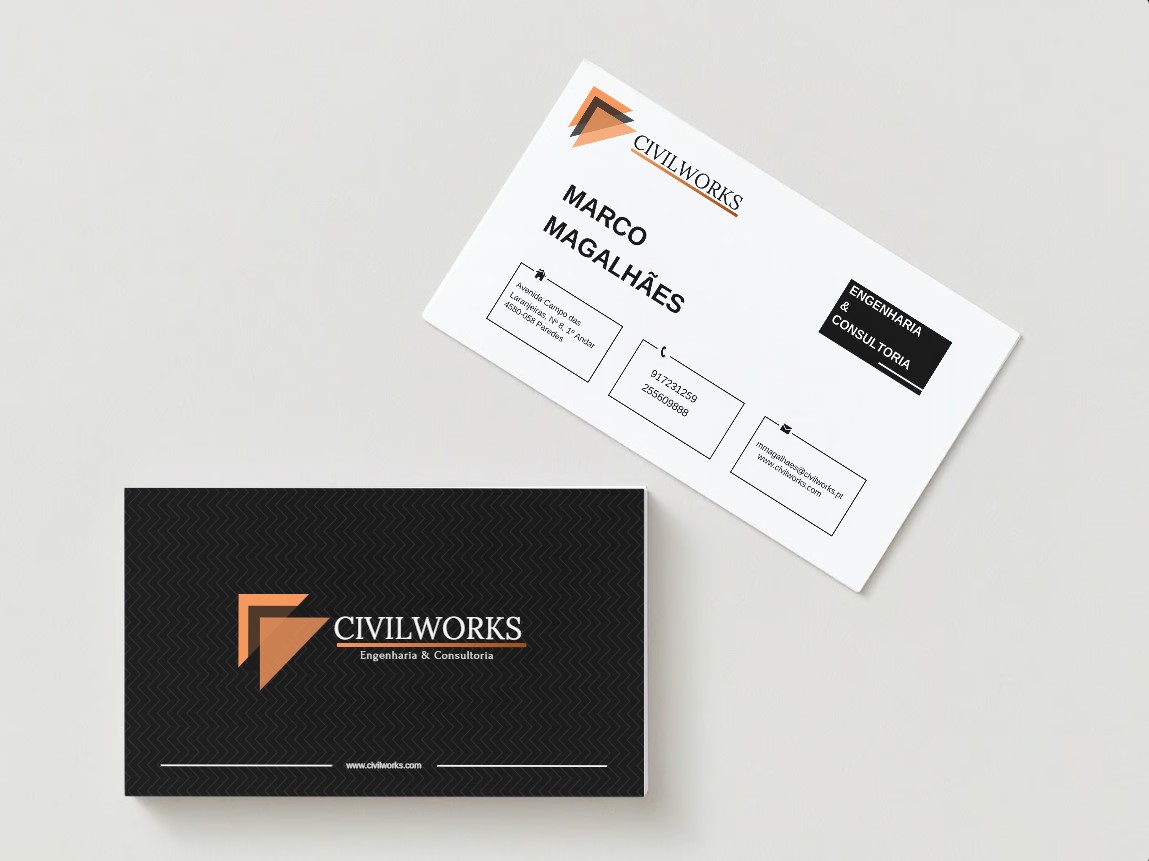 CIVILWORKS
MARCO
MAGALHÃES
Avenida Campo das
Laranjeiras, Nº 8, 1º Andar
4580-058 Paredes
917231259
255609888
mmagalhaes@civilworks.pt
www.civilworks.com
ENGENHARIA
&
CONSULTORIA
CIVILWORKS
Engenharia & Consultoria
www.civilworks.com